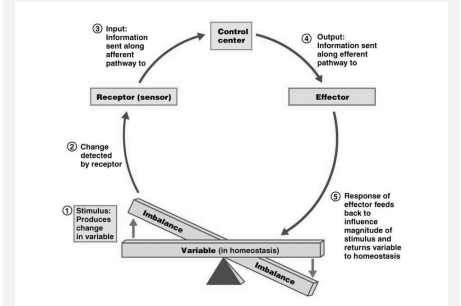 ③ Input:
Information
sent along
afferent
pathway to
Control
center
④ Output:
Information sent
along efferent
pathway to
Receptor (sensor)
Effector
② Change
detected
by receptor
① Stimulus:
Produces
change
in variable
Imbalance
Variable (in homeostasis)
Imbalance
⑤ Response of
effector feeds
back to
influence
magnitude of
stimulus and
returns variable
to homeostasis